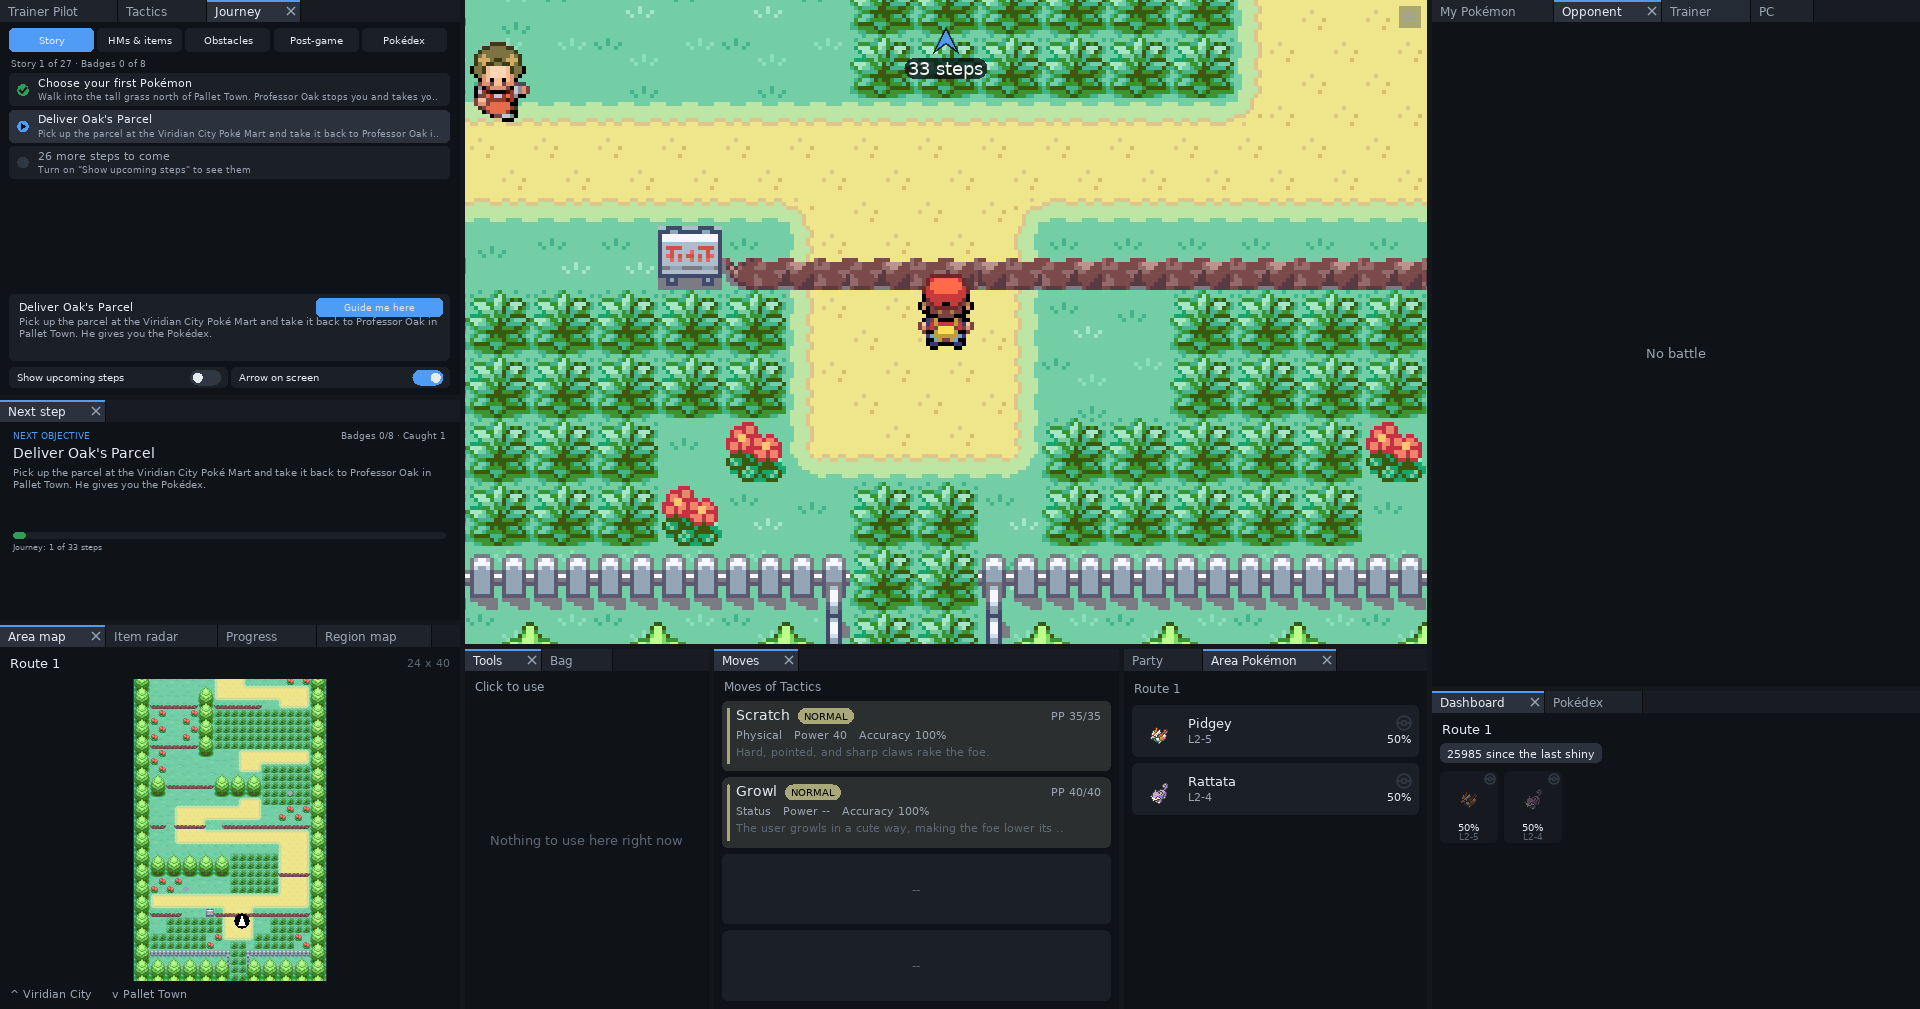 Trainer Pilot
Tactics
Journey
Story
HMs & items
Obstacles
Post-game
Pokédex
Story 1 of 27 · Badges 0 of 8
Choose your first Pokémon
Walk into the tall grass north of Pallet Town. Professor Oak stops you and takes yo..
Deliver Oak's Parcel
Pick up the parcel at the Viridian City Poké Mart and take it back to Professor Oak i..
26 more steps to come
Turn on "Show upcoming steps" to see them
Deliver Oak's Parcel
Guide me here
Pick up the parcel at the Viridian City Poké Mart and take it back to Professor Oak in
Pallet Town. He gives you the Pokédex.
Show upcoming steps
Arrow on screen
Next step
NEXT OBJECTIVE
Badges 0/8 · Caught 1
Deliver Oak's Parcel
Pick up the parcel at the Viridian City Poké Mart and take it back to Professor Oak in
Pallet Town. He gives you the Pokédex.
Journey: 1 of 33 steps
Area map
Item radar
Progress
Region map
Route 1
24 x 40
^ Viridian City
v Pallet Town
33 steps
Tools
Bag
Click to use
Nothing to use here right now
Moves
Moves of Tactics
Scratch
NORMAL
PP 35/35
Physical Power 40 Accuracy 100%
Hard, pointed, and sharp claws rake the foe.
Growl
NORMAL
PP 40/40
Status Power -- Accuracy 100%
The user growls in a cute way, making the foe lower its ..
--
--
Party
Area Pokémon
Route 1
Pidgey
L2-5
50%
Rattata
L2-4
50%
My Pokémon
Opponent
Trainer
PC
No battle
Dashboard
Pokédex
Route 1
25985 since the last shiny
50%
L2-5
50%
L2-4